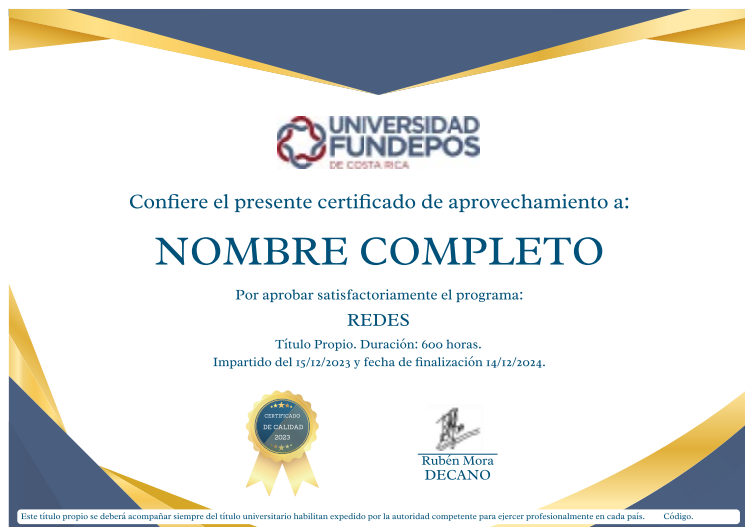 UNIVERSIDAD
FUNDEPOS
DE COSTA RICA
Confiere el presente certificado de aprovechamiento a:
NOMBRE COMPLETO
Por aprobar satisfactoriamente el programa:
REDES
Título Propio. Duración: 600 horas.
Impartido del 15/12/2023 y fecha de finalización 14/12/2024.
CERTIFICADO
DE CALIDAD
2023
Rubén Mora
DECANO
Este título propio se deberá acompañar siempre del título universitario habilitan expedido por la autoridad competente para ejercer profesionalmente en cada país. Código.